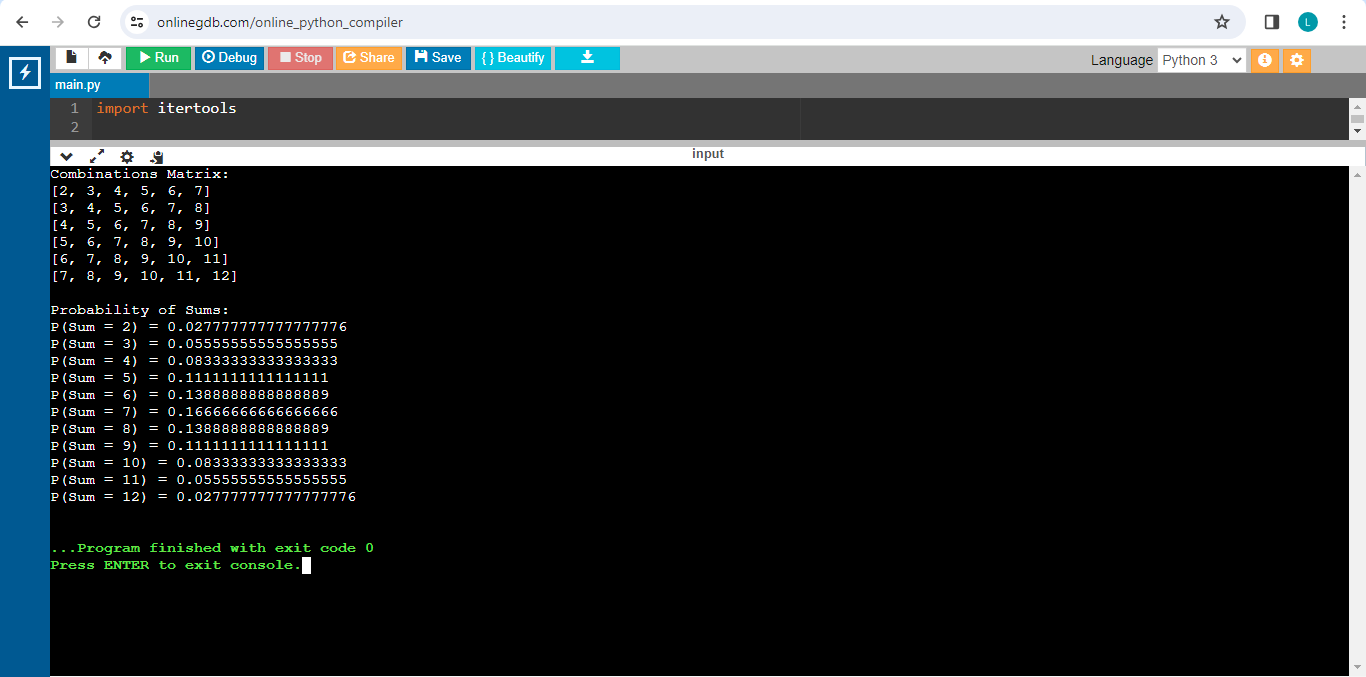 onlinegdb.com/online_python_compiler
L
Run Debug Stop Share Save { } Beautify Language Python 3
main.py
1 import itertools
2
input
Combinations Matrix:
[2, 3, 4, 5, 6, 7]
[3, 4, 5, 6, 7, 8]
[4, 5, 6, 7, 8, 9]
[5, 6, 7, 8, 9, 10]
[6, 7, 8, 9, 10, 11]
[7, 8, 9, 10, 11, 12]
Probability of Sums:
P(Sum = 2) = 0.027777777777777776
P(Sum = 3) = 0.05555555555555555
P(Sum = 4) = 0.08333333333333333
P(Sum = 5) = 0.1111111111111111
P(Sum = 6) = 0.1388888888888889
P(Sum = 7) = 0.16666666666666666
P(Sum = 8) = 0.1388888888888889
P(Sum = 9) = 0.1111111111111111
P(Sum = 10) = 0.08333333333333333
P(Sum = 11) = 0.05555555555555555
P(Sum = 12) = 0.027777777777777776
...Program finished with exit code 0
Press ENTER to exit console.